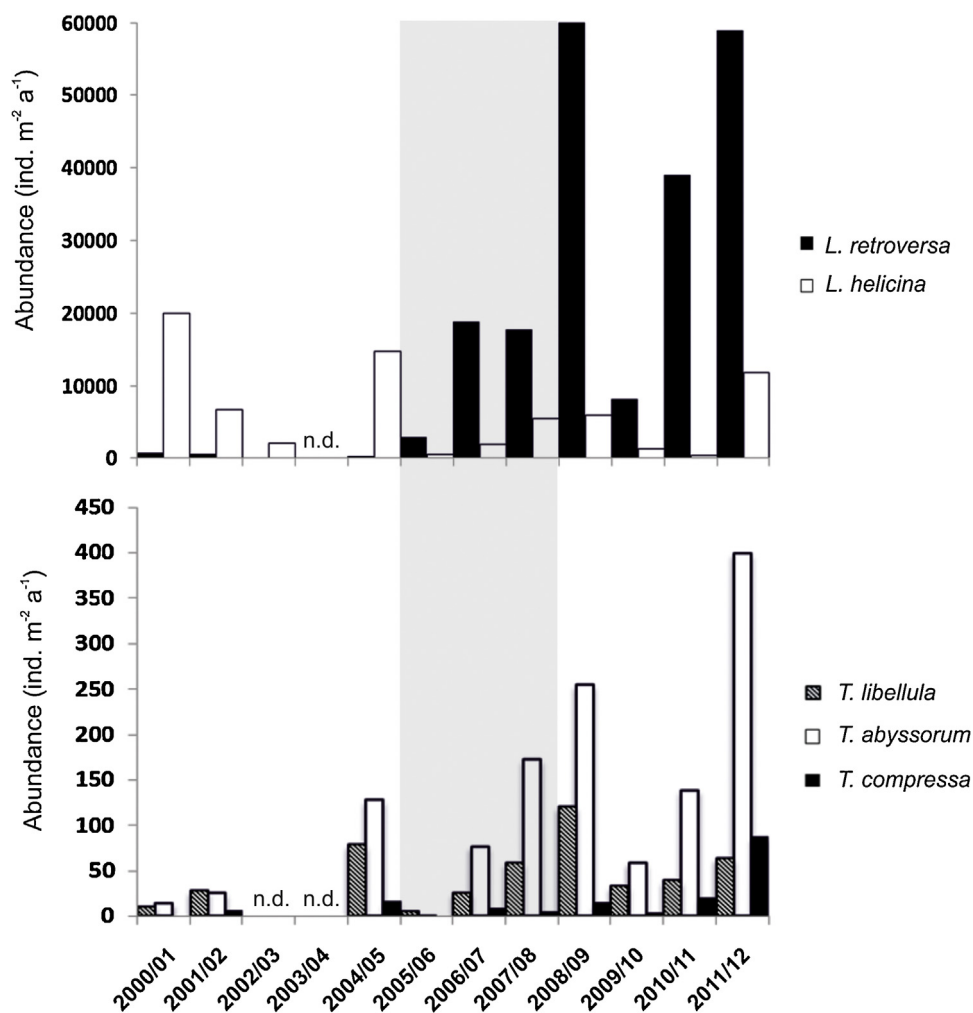 Abundance (ind. m⁻² a⁻¹)
60000
50000
40000
30000
20000
10000
0
n.d.
L. retroversa
L. helicina
Abundance (ind. m⁻² a⁻¹)
450
400
350
300
250
200
150
100
50
0
n.d. n.d.
T. libellula
T. abyssorum
T. compressa
2000/01 2001/02 2002/03 2003/04 2004/05 2005/06 2006/07 2007/08 2008/09 2009/10 2010/11 2011/12